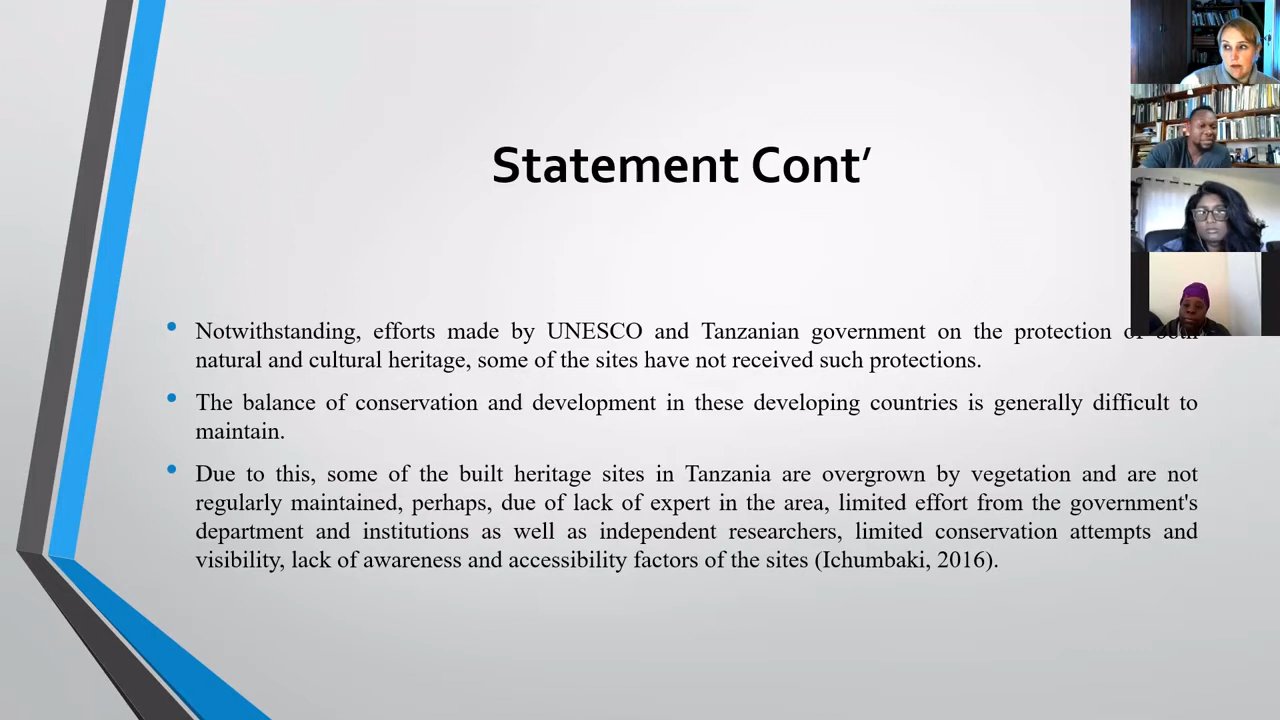 Statement Cont’
Notwithstanding, efforts made by UNESCO and Tanzanian government on the protection of both
natural and cultural heritage, some of the sites have not received such protections.
The balance of conservation and development in these developing countries is generally difficult to
maintain.
Due to this, some of the built heritage sites in Tanzania are overgrown by vegetation and are not
regularly maintained, perhaps, due of lack of expert in the area, limited effort from the government's
department and institutions as well as independent researchers, limited conservation attempts and
visibility, lack of awareness and accessibility factors of the sites (Ichumbaki, 2016).